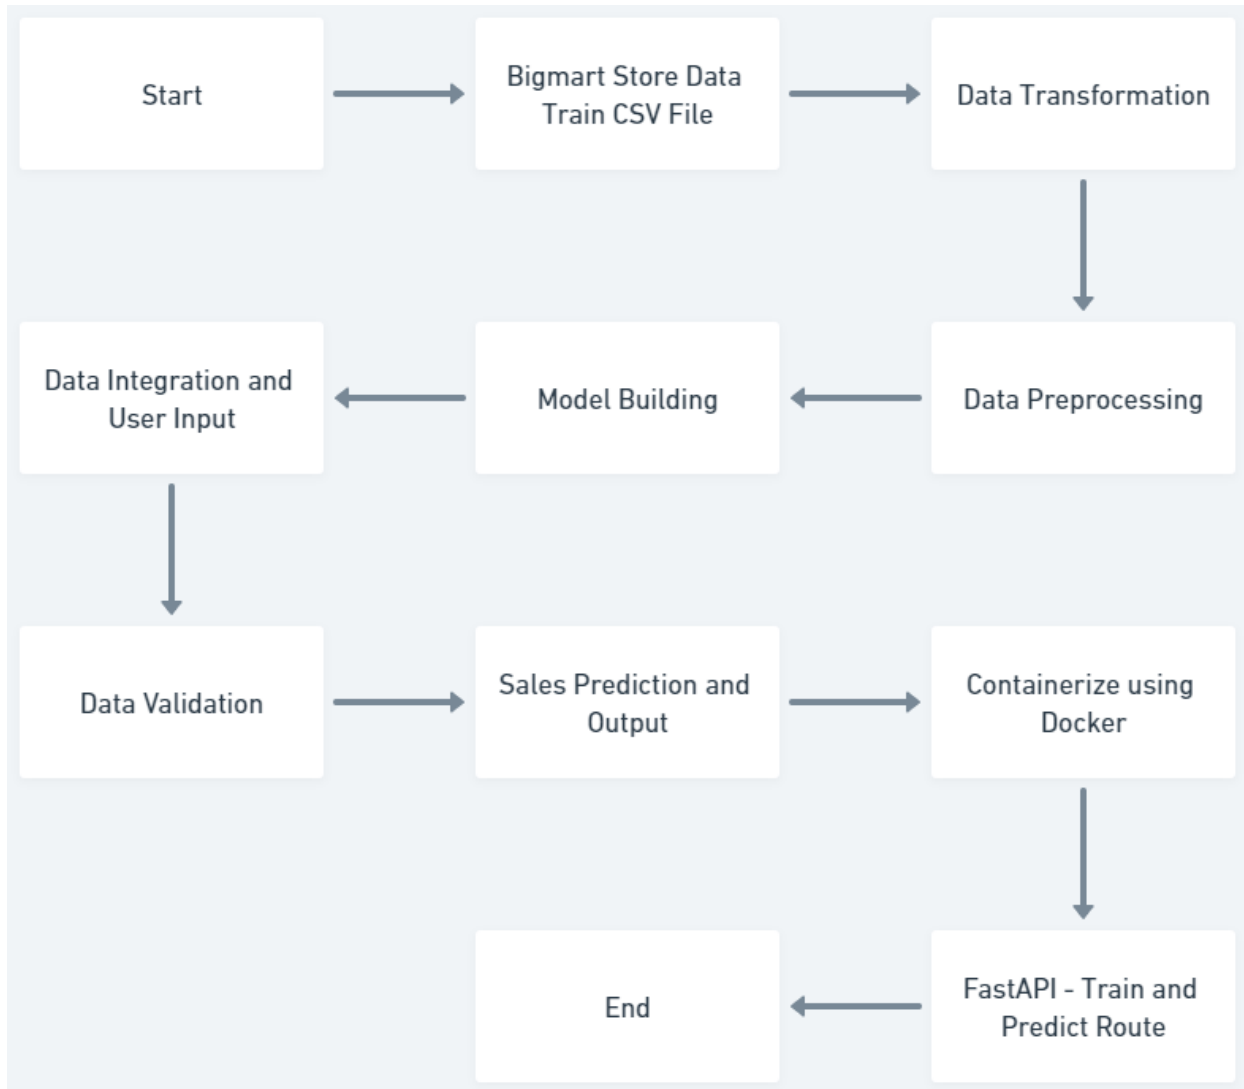 Start
Bigmart Store Data
Train CSV File
Data Transformation
Data Integration and
User Input
Model Building
Data Preprocessing
Data Validation
Sales Prediction and
Output
Containerize using
Docker
End
FastAPI - Train and
Predict Route